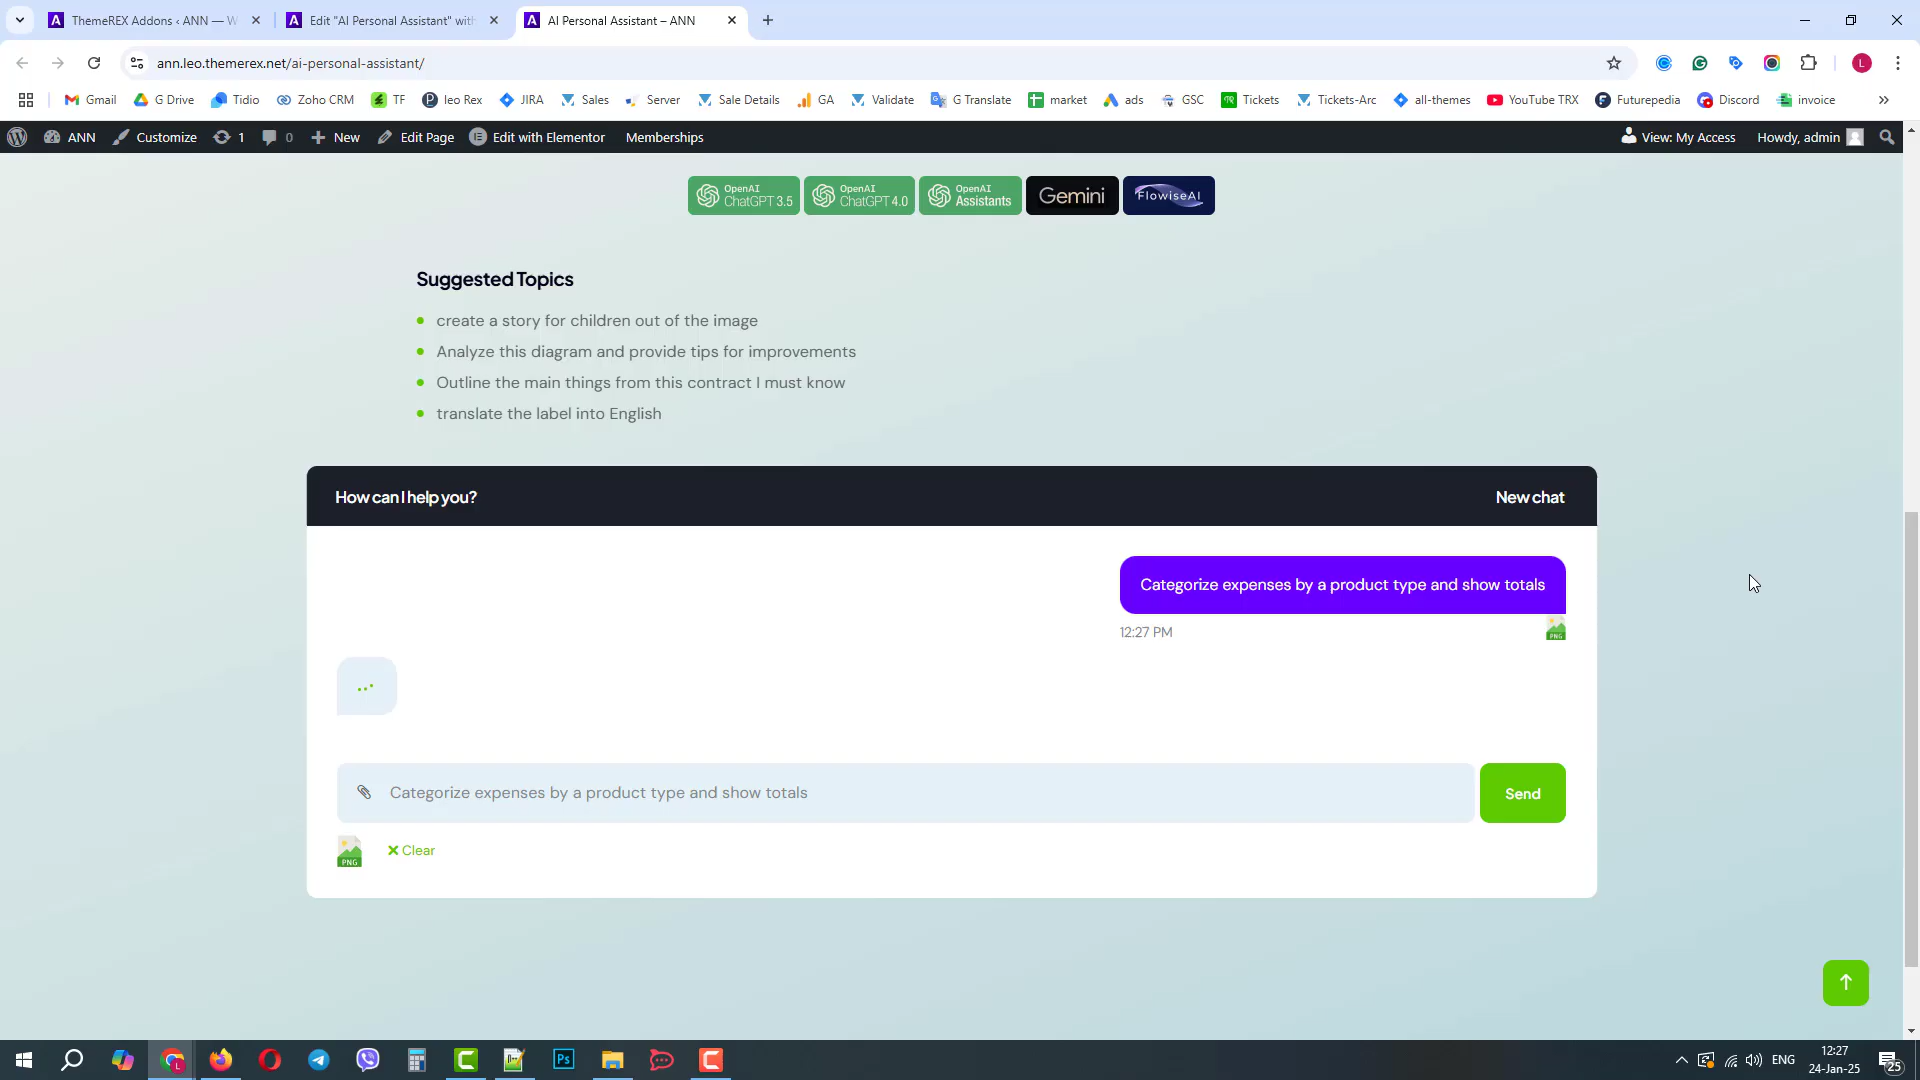 ThemeREX Addons ‹ ANN — W
Edit "AI Personal Assistant" with
AI Personal Assistant – ANN
ann.leo.themerex.net/ai-personal-assistant/
L
Gmail
G Drive
Tidio
Zoho CRM
TF
leo Rex
JIRA
Sales
Server
Sale Details
GA
Validate
G Translate
market
ads
GSC
Tickets
Tickets-Arc
all-themes
YouTube TRX
Futurepedia
Discord
invoice
ANN
Customize
1
0
New
Edit Page
Edit with Elementor
Memberships
View: My Access
Howdy, admin
OpenAI
ChatGPT 3.5
OpenAI
ChatGPT 4.0
OpenAI
Assistants
Gemini
FlowiseAI
Suggested Topics
create a story for children out of the image
Analyze this diagram and provide tips for improvements
Outline the main things from this contract I must know
translate the label into English
How can I help you?
New chat
Categorize expenses by a product type and show totals
12:27 PM
PNG
Categorize expenses by a product type and show totals
Send
PNG
Clear
Ps
ENG
12:27
24-Jan-25
25